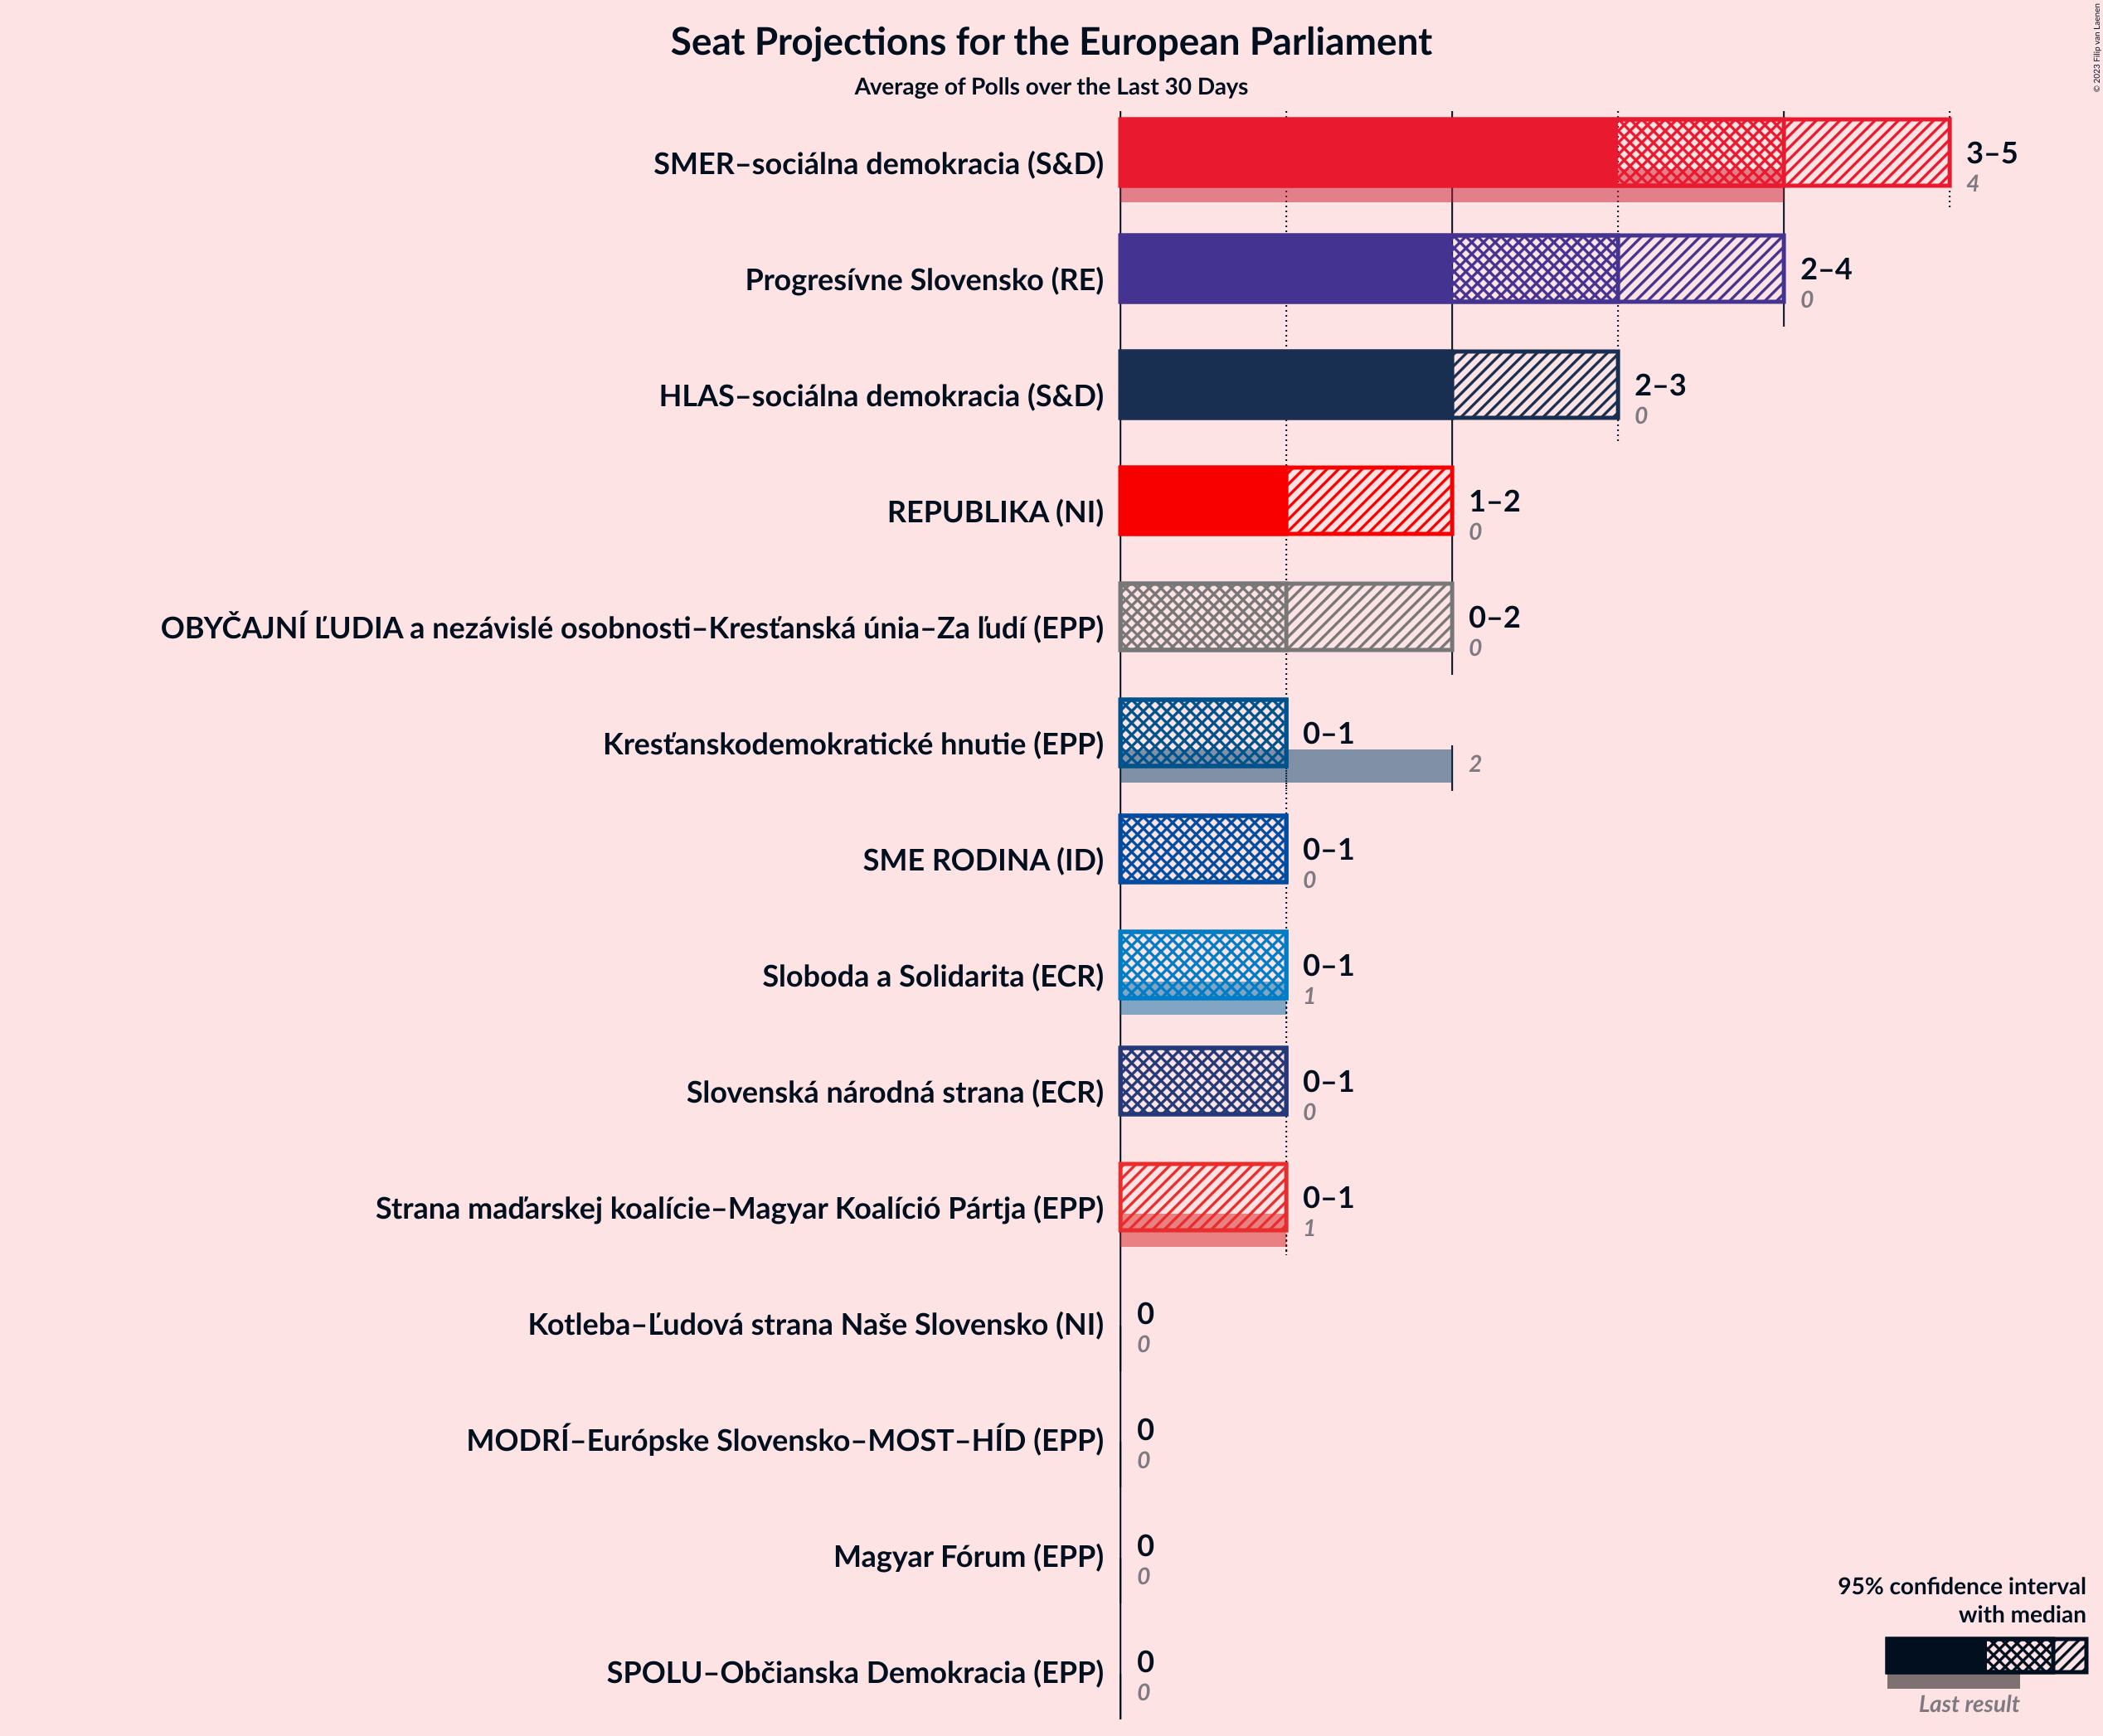 Seat Projections for the European Parliament
Average of Polls over the Last 30 Days
© 2023 Filip van Laenen
SMER–sociálna demokracia (S&D)
3–5
4
Progresívne Slovensko (RE)
2–4
0
HLAS–sociálna demokracia (S&D)
2–3
0
REPUBLIKA (NI)
1–2
0
OBYČAJNÍ ĽUDIA a nezávislé osobnosti–Kresťanská únia–Za ľudí (EPP)
0–2
0
Kresťanskodemokratické hnutie (EPP)
0–1
2
SME RODINA (ID)
0–1
0
Sloboda a Solidarita (ECR)
0–1
1
Slovenská národná strana (ECR)
0–1
0
Strana maďarskej koalície–Magyar Koalíció Pártja (EPP)
0–1
1
Kotleba–Ľudová strana Naše Slovensko (NI)
0
0
MODRÍ–Európske Slovensko–MOST–HÍD (EPP)
0
0
Magyar Fórum (EPP)
0
0
SPOLU–Občianska Demokracia (EPP)
0
0
95% confidence interval
with median
Last result